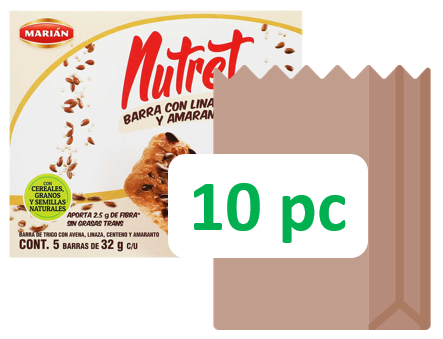 MARIÁN
Nutret
BARRA CON LINAZ
Y AMARAN
CON
CEREALES,
GRANOS
Y SEMILLAS
NATURALES
APORTA 2.5 g DE FIBRA*
SIN GRASAS TRANS
BARRA DE TRIGO CON AVENA, LINAZA, CENTENO Y AMARANTO
CONT. 5 BARRAS DE 32 g C/U
10 pc